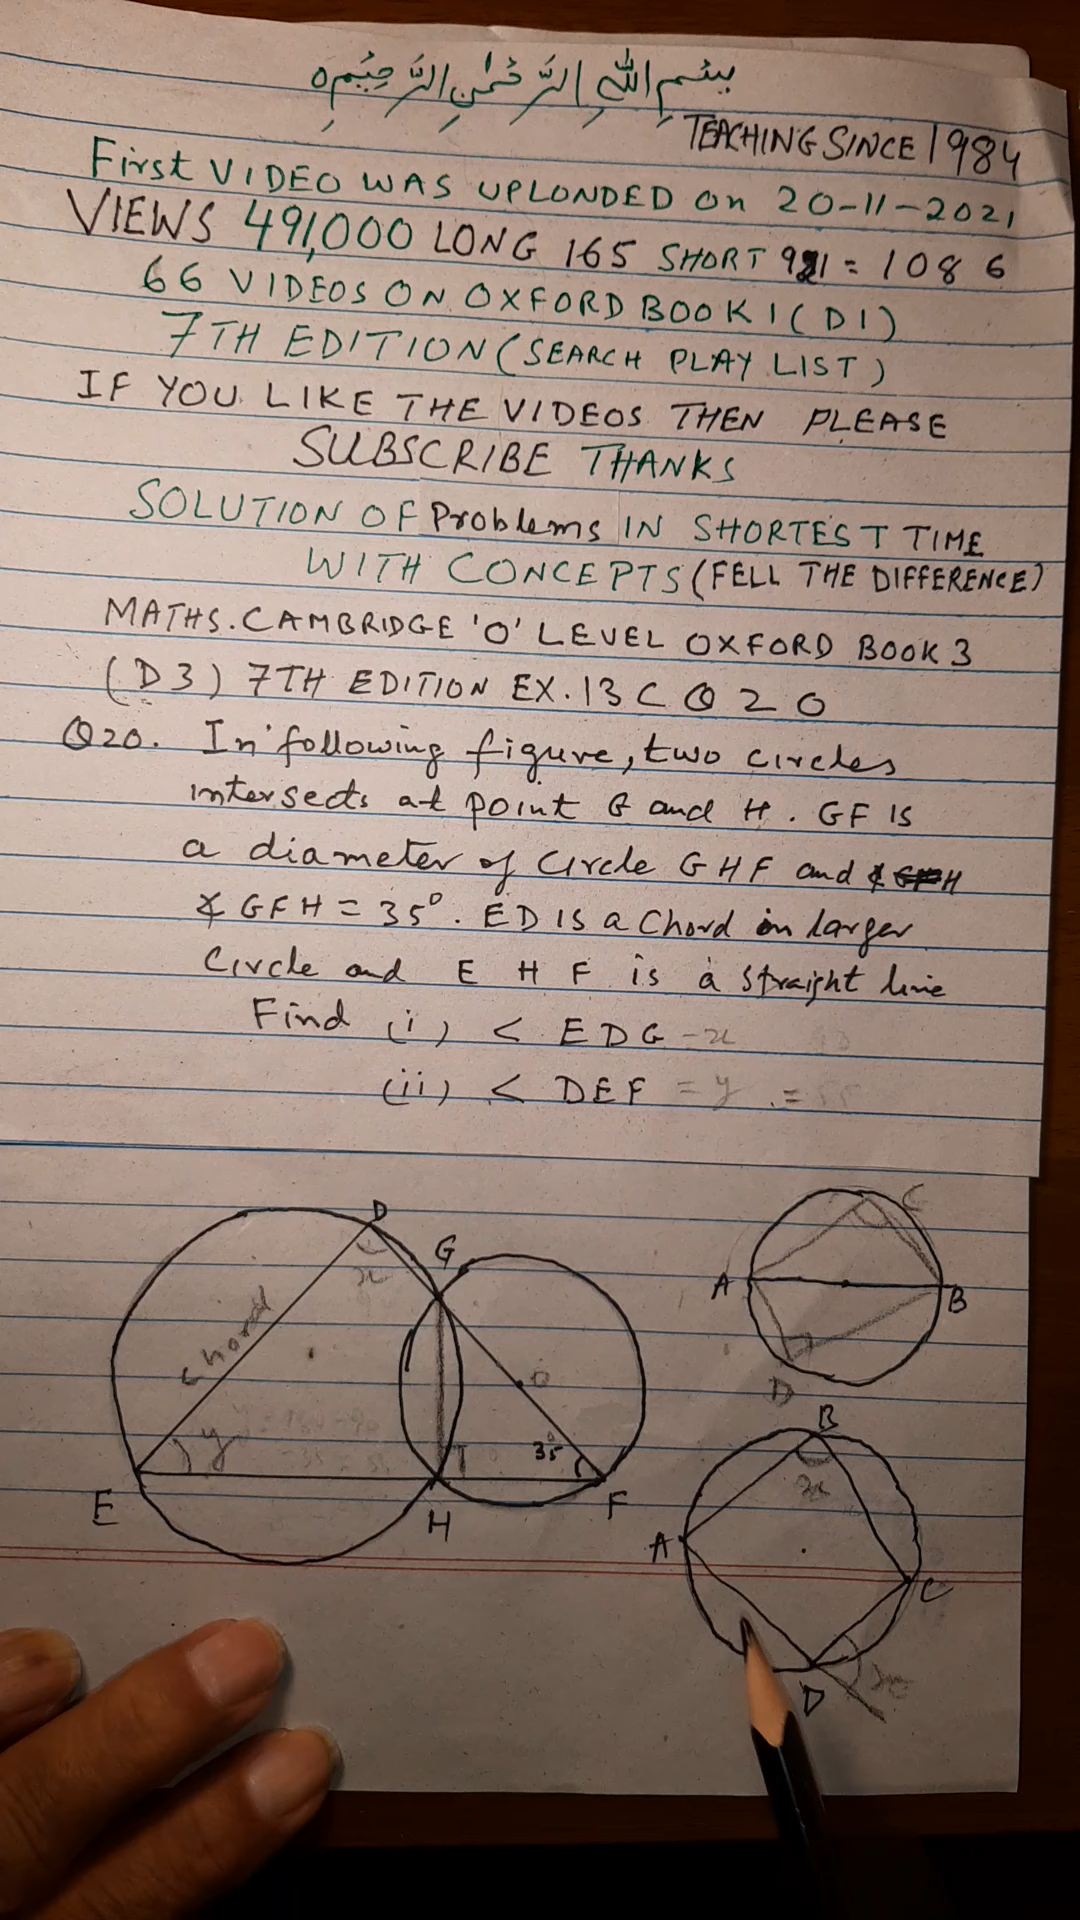 بِسْمِ اللهِ الرَّحْمٰنِ الرَّحِيْمِ ٥
TEACHING SINCE 1984
First VIDEO WAS UPLONDED On 20-11-2021
VIEWS 491,000 LONG 165 SHORT 921 = 1086
66 VIDEOS ON OXFORD BOOK 1 (D1)
7TH EDITION (SEARCH PLAY LIST)
IF YOU LIKE THE VIDEOS THEN PLEASE
SUBSCRIBE THANKS
SOLUTION OF Problems IN SHORTEST TIME
WITH CONCEPTS (FELL THE DIFFERENCE)
MATHS. CAMBRIDGE 'O' LEVEL OXFORD BOOK 3
(D3) 7TH EDITION EX. 13 C Q 20
Q20. In following figure, two circles
intersects at point G and H. GF is
a diameter of circle GHF and
∡ GFH = 35°. ED is a chord in larger
circle and E H F is a straight line
Find (i) < EDG = x
(ii) < DEF = y = 55
D
G
x
chord
O
y
35°
E
H
F
C
A
B
D
B
x
A
C
D
x